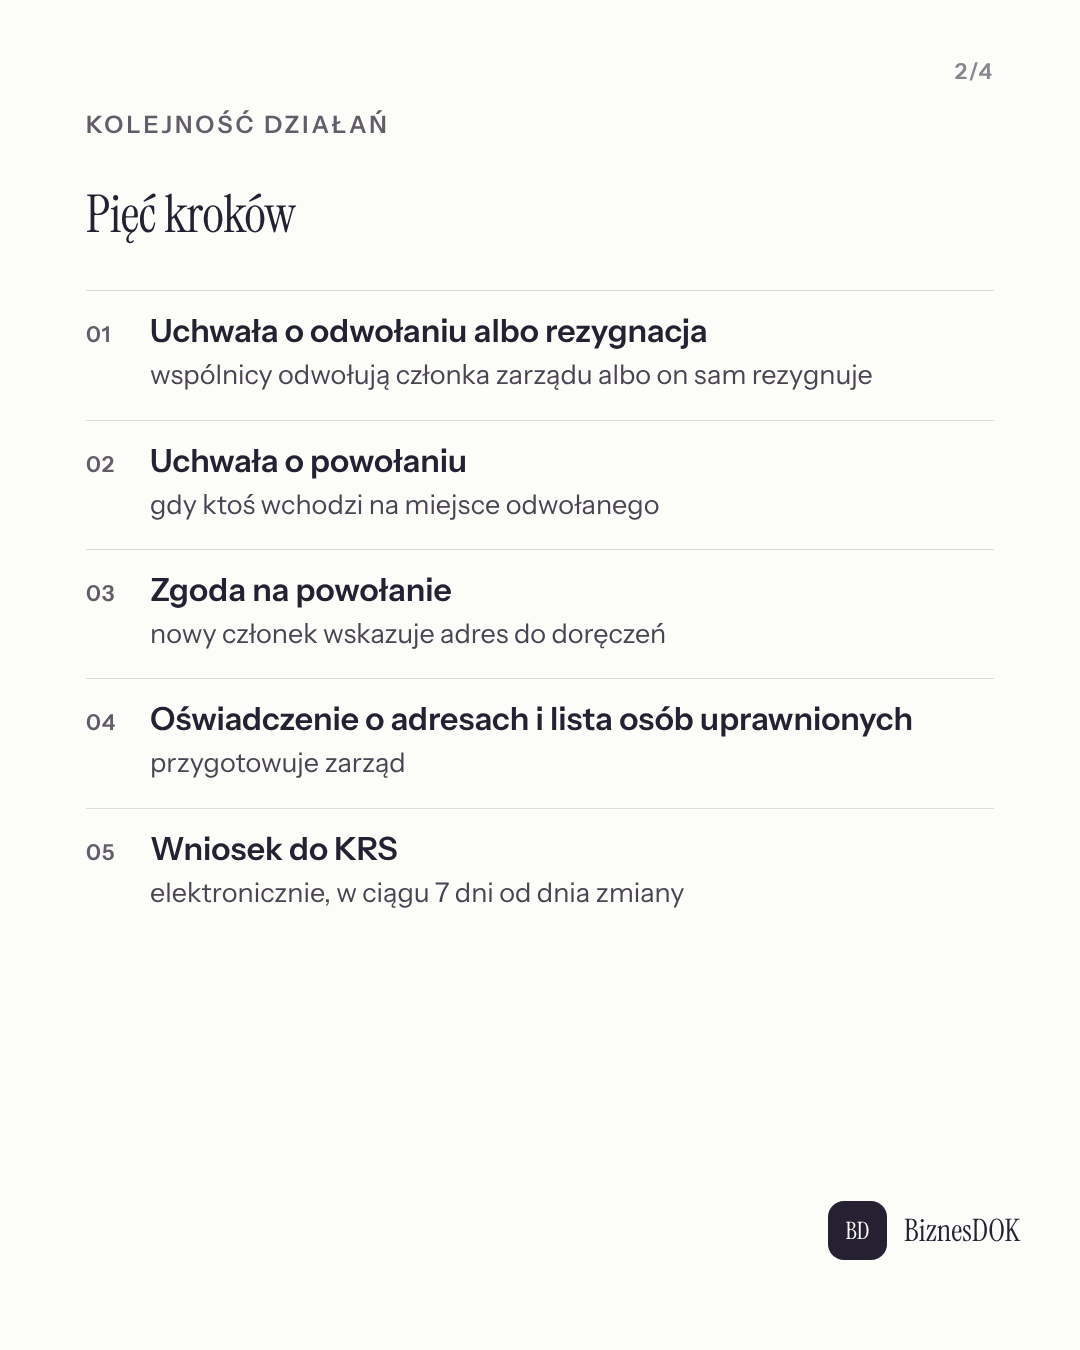 2/4
KOLEJNOŚĆ DZIAŁAŃ
Pięć kroków
01 Uchwała o odwołaniu albo rezygnacja
wspólnicy odwołują członka zarządu albo on sam rezygnuje
02 Uchwała o powołaniu
gdy ktoś wchodzi na miejsce odwołanego
03 Zgoda na powołanie
nowy członek wskazuje adres do doręczeń
04 Oświadczenie o adresach i lista osób uprawnionych
przygotowuje zarząd
05 Wniosek do KRS
elektronicznie, w ciągu 7 dni od dnia zmiany
BD BiznesDOK